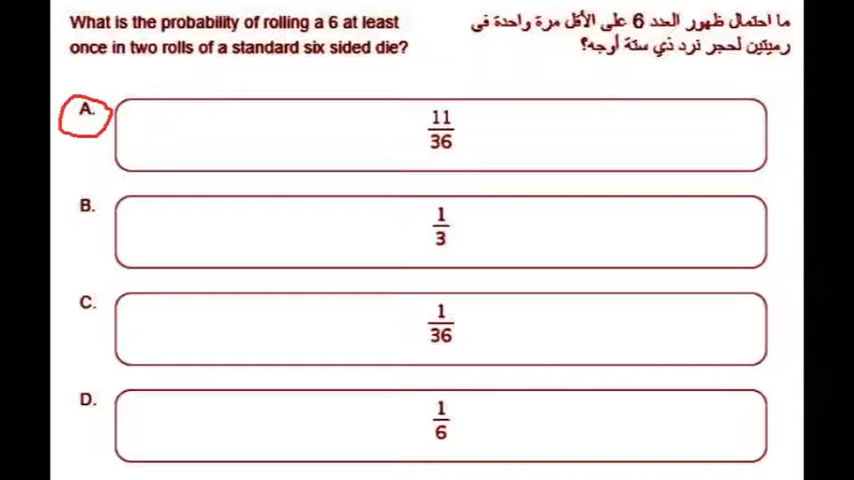 What is the probability of rolling a 6 at least
once in two rolls of a standard six sided die?
ما احتمال ظهور العدد 6 على الأقل مرة واحدة في
رميتين لحجر نرد ذي ستة أوجه؟
A.
11
36
B.
1
3
C.
1
36
D.
1
6